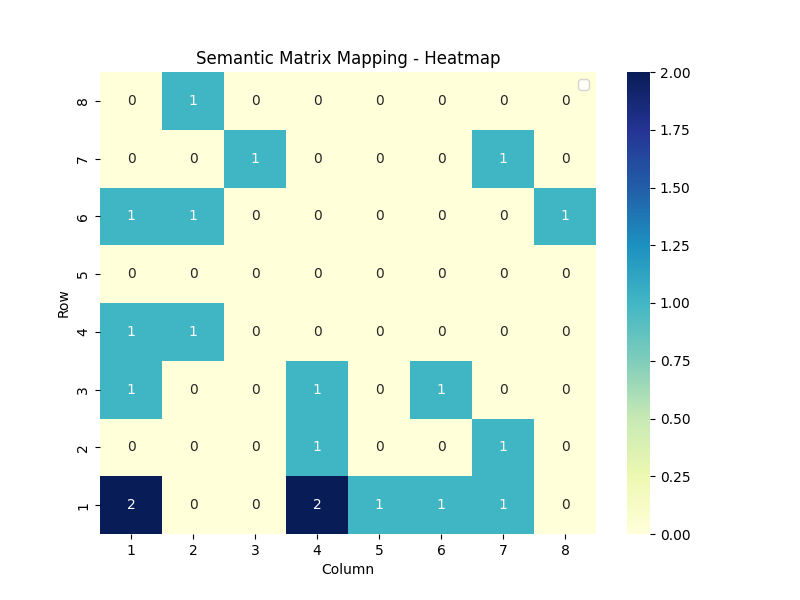 Semantic Matrix Mapping - Heatmap
8 0 1 0 0 0 0 0 0 2.00
7 0 0 1 0 0 0 1 0 1.75
6 1 1 0 0 0 0 0 1 1.50
5 0 0 0 0 0 0 0 0 1.25
4 1 1 0 0 0 0 0 0 1.00
3 1 0 0 1 0 1 0 0 0.75
2 0 0 0 1 0 0 1 0 0.50
1 2 0 0 2 1 1 1 0 0.25
0.00
Row
1 2 3 4 5 6 7 8
Column